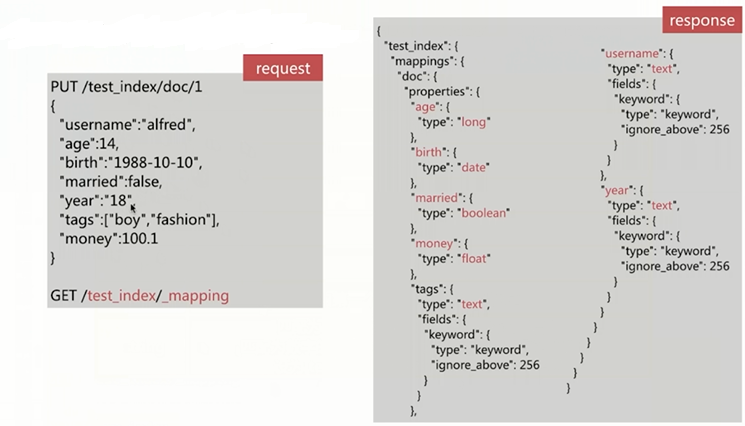 request
PUT /test_index/doc/1
{
"username":"alfred",
"age":14,
"birth":"1988-10-10",
"married":false,
"year":"18",
"tags":["boy","fashion"],
"money":100.1
}
GET /test_index/_mapping
response
{
"test_index": {
"mappings": {
"doc": {
"properties": {
"age": {
"type": "long"
},
"birth": {
"type": "date"
},
"married": {
"type": "boolean"
},
"money": {
"type": "float"
},
"tags": {
"type": "text",
"fields": {
"keyword": {
"type": "keyword",
"ignore_above": 256
}
}
},
"username": {
"type": "text",
"fields": {
"keyword": {
"type": "keyword",
"ignore_above": 256
}
}
},
"year": {
"type": "text",
"fields": {
"keyword": {
"type": "keyword",
"ignore_above": 256
}
}
}
}
}
}
}
}